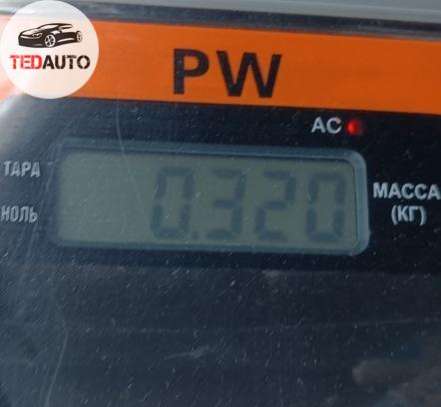 TEDAUTO
PW
AC
ТАРА
0.320
МАССА
НОЛЬ
(КГ)